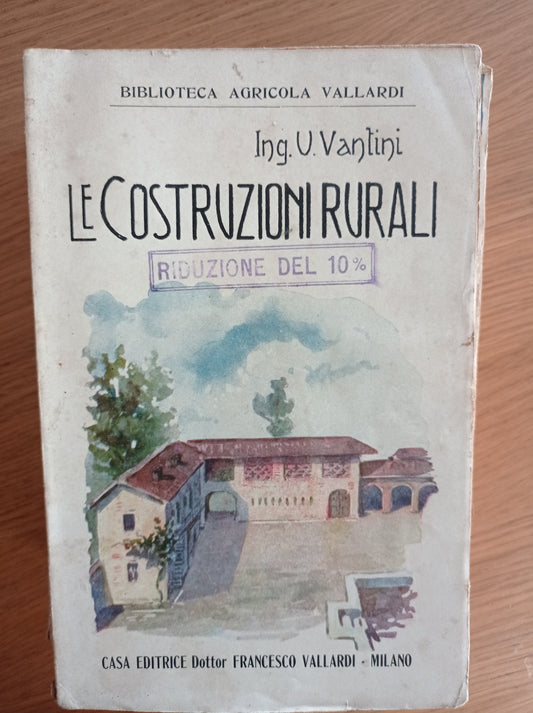 BIBLIOTECA AGRICOLA VALLARDI
Ing. U. Vantini
LE COSTRUZIONI RURALI
RIDUZIONE DEL 10%
CASA EDITRICE Dottor FRANCESCO VALLARDI - MILANO